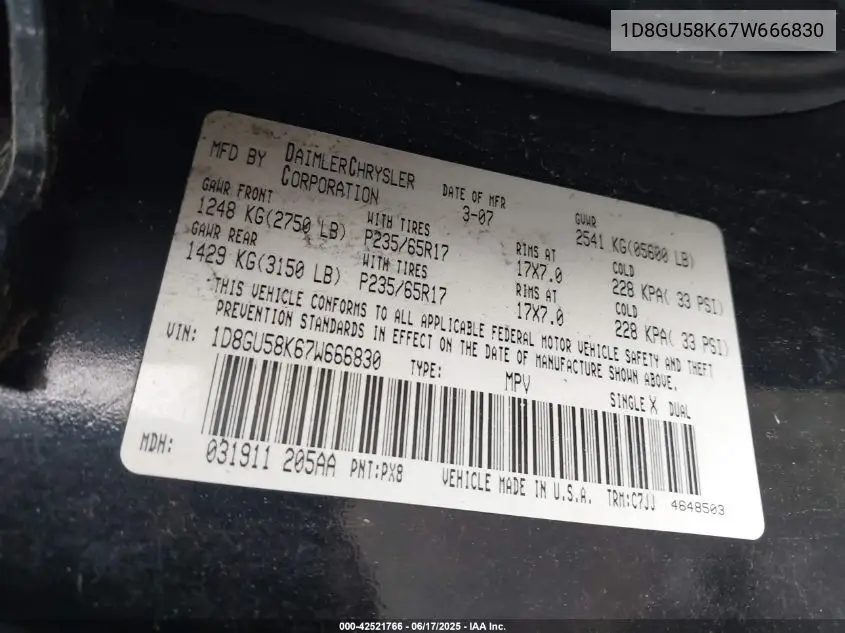 1D8GU58K67W666830
MFD BY DAIMLERCHRYSLER CORPORATION
DATE OF MFR 3-07
GVWR 2541 KG(05600 LB)
GAWR FRONT
1248 KG(2750 LB)
WITH TIRES
P235/65R17
RIMS AT
17X7.0
COLD
228 KPA( 33 PSI)
GAWR REAR
1429 KG(3150 LB)
WITH TIRES
P235/65R17
RIMS AT
17X7.0
COLD
228 KPA( 33 PSI)
THIS VEHICLE CONFORMS TO ALL APPLICABLE FEDERAL MOTOR VEHICLE SAFETY AND THEFT
PREVENTION STANDARDS IN EFFECT ON THE DATE OF MANUFACTURE SHOWN ABOVE.
VIN: 1D8GU58K67W666830 TYPE: MPV SINGLE X DUAL
MDH: 031911 205AA PNT:PX8 VEHICLE MADE IN U.S.A. TRM:C7JJ 4648503
000-42521766 - 06/17/2025 - IAA Inc.